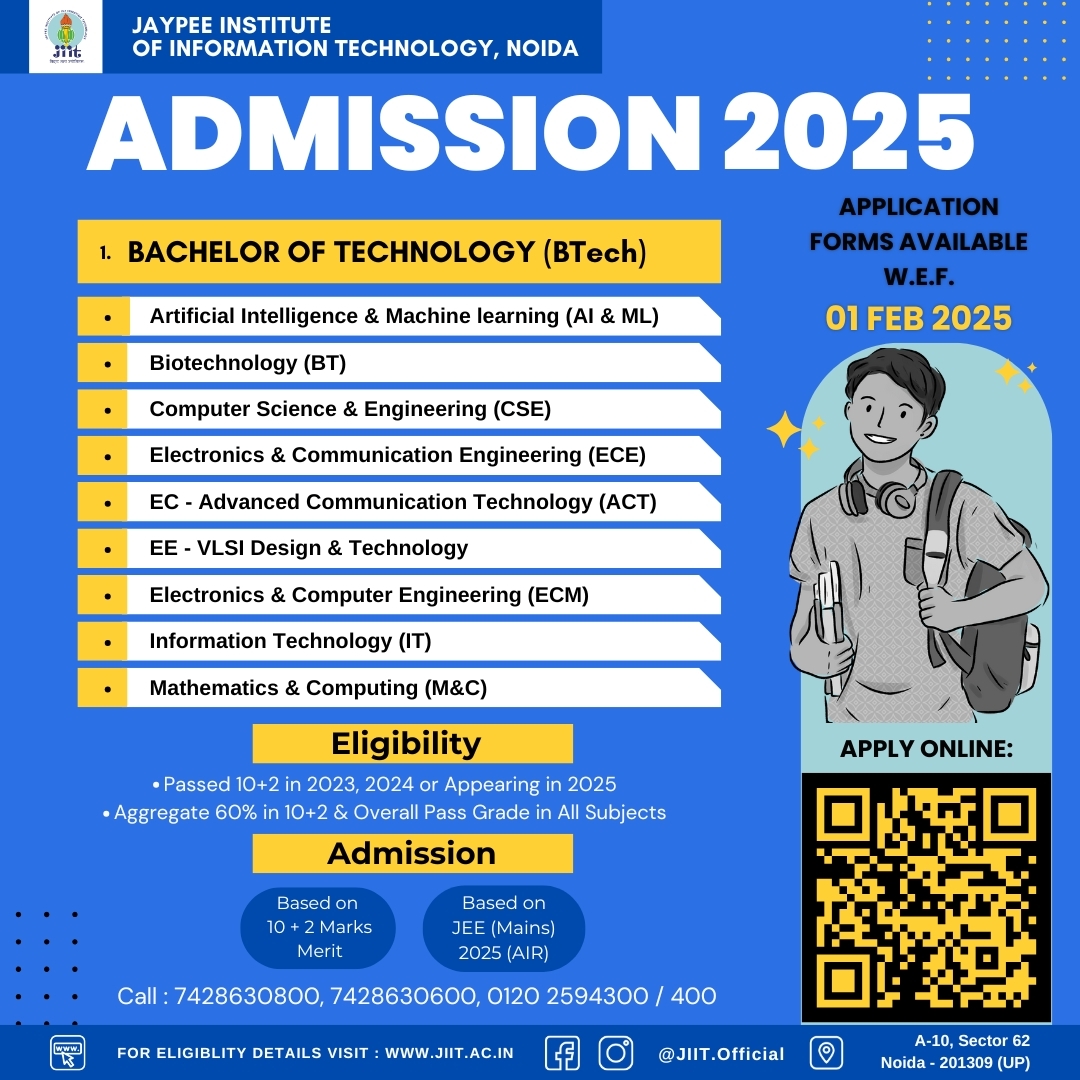 jiit
JAYPEE INSTITUTE
OF INFORMATION TECHNOLOGY, NOIDA
ADMISSION 2025
APPLICATION
FORMS AVAILABLE
W.E.F.
01 FEB 2025
1. BACHELOR OF TECHNOLOGY (BTech)
• Artificial Intelligence & Machine learning (AI & ML)
• Biotechnology (BT)
• Computer Science & Engineering (CSE)
• Electronics & Communication Engineering (ECE)
• EC - Advanced Communication Technology (ACT)
• EE - VLSI Design & Technology
• Electronics & Computer Engineering (ECM)
• Information Technology (IT)
• Mathematics & Computing (M&C)
Eligibility
• Passed 10+2 in 2023, 2024 or Appearing in 2025
• Aggregate 60% in 10+2 & Overall Pass Grade in All Subjects
Admission
Based on
10 + 2 Marks
Merit
Based on
JEE (Mains)
2025 (AIR)
Call : 7428630800, 7428630600, 0120 2594300 / 400
APPLY ONLINE:
www.
FOR ELIGIBLITY DETAILS VISIT : WWW.JIIT.AC.IN
@JIIT.Official
A-10, Sector 62
Noida - 201309 (UP)